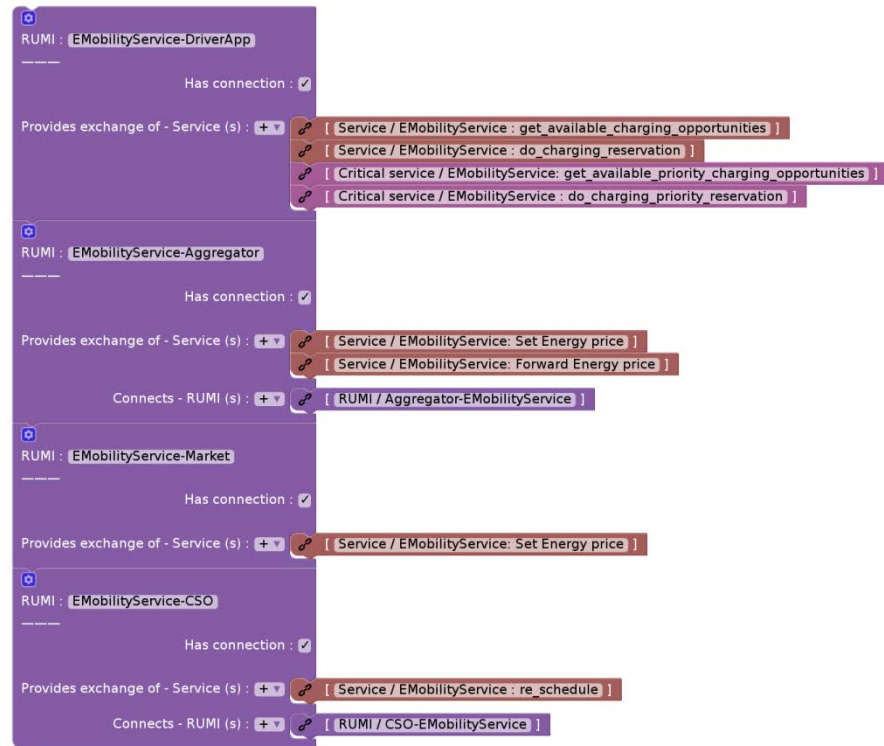 RUMI : EMobilityService-DriverApp
———
Has connection : ✓
Provides exchange of - Service (s) : + ▾ [ Service / EMobilityService : get_available_charging_opportunities ]
[ Service / EMobilityService : do_charging_reservation ]
[ Critical service / EMobilityService: get_available_priority_charging_opportunities ]
[ Critical service / EMobilityService : do_charging_priority_reservation ]
RUMI : EMobilityService-Aggregator
———
Has connection : ✓
Provides exchange of - Service (s) : + ▾ [ Service / EMobilityService: Set Energy price ]
[ Service / EMobilityService: Forward Energy price ]
Connects - RUMI (s) : + ▾ [ RUMI / Aggregator-EMobilityService ]
RUMI : EMobilityService-Market
———
Has connection : ✓
Provides exchange of - Service (s) : + ▾ [ Service / EMobilityService: Set Energy price ]
RUMI : EMobilityService-CSO
———
Has connection : ✓
Provides exchange of - Service (s) : + ▾ [ Service / EMobilityService : re_schedule ]
Connects - RUMI (s) : + ▾ [ RUMI / CSO-EMobilityService ]